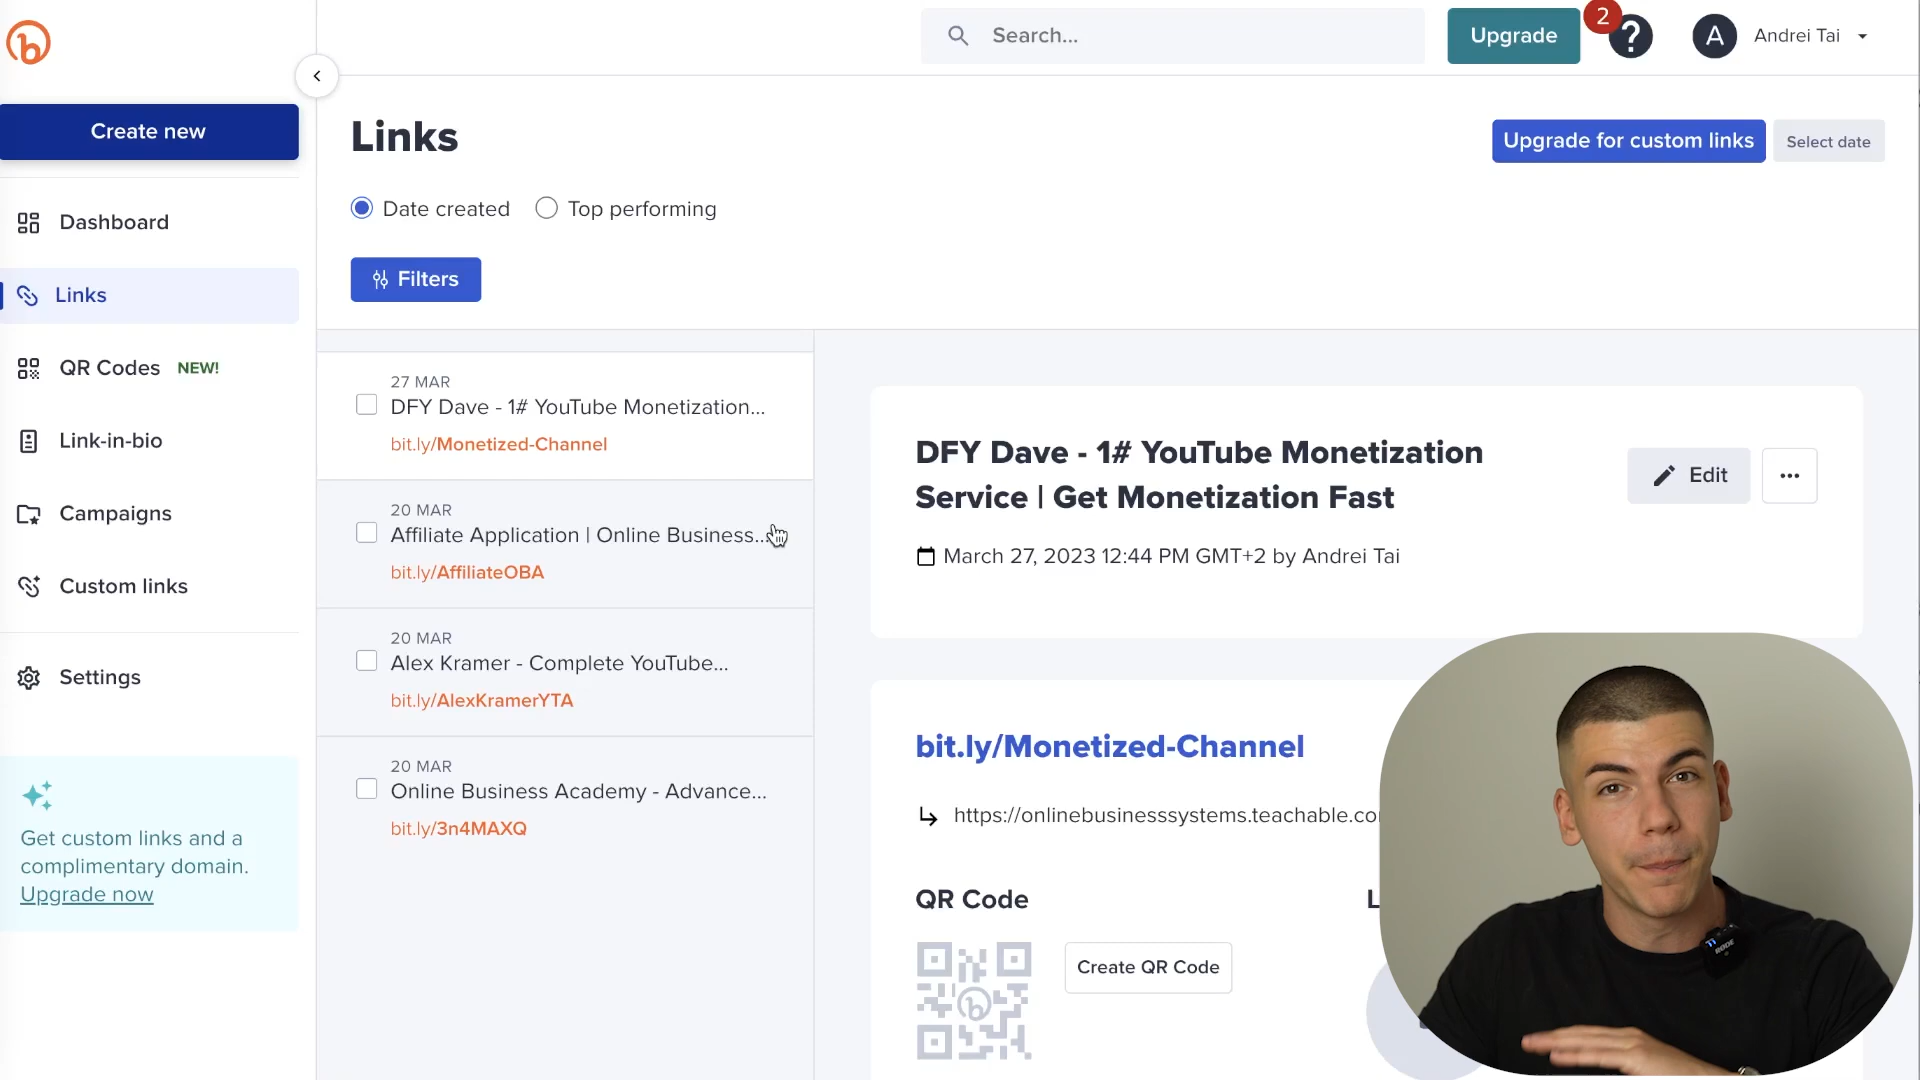 Search...
Upgrade
2
?
A
Andrei Tai
Create new
Links
Upgrade for custom links
Select date
Dashboard
Date created
Top performing
Links
Filters
QR Codes NEW!
Link-in-bio
Campaigns
Custom links
Settings
Get custom links and a
complimentary domain.
Upgrade now
27 MAR
DFY Dave - 1# YouTube Monetization...
bit.ly/Monetized-Channel
20 MAR
Affiliate Application | Online Business...
bit.ly/AffiliateOBA
20 MAR
Alex Kramer - Complete YouTube...
bit.ly/AlexKramerYTA
20 MAR
Online Business Academy - Advance...
bit.ly/3n4MAXQ
DFY Dave - 1# YouTube Monetization
Service | Get Monetization Fast
Edit
March 27, 2023 12:44 PM GMT+2 by Andrei Tai
bit.ly/Monetized-Channel
https://onlinebusinesssystems.teachable.co
QR Code
L
Create QR Code
RODE